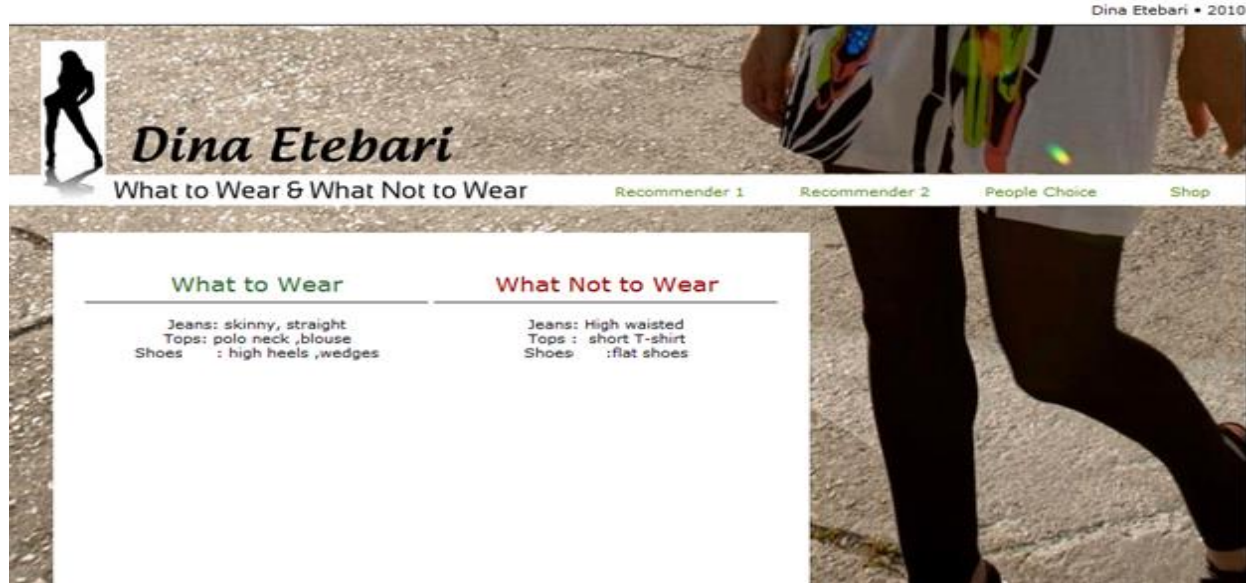 Dina Etebari • 2010
Dina Etebari
What to Wear & What Not to Wear
Recommender 1 Recommender 2 People Choice Shop
What to Wear
Jeans: skinny, straight
Tops: polo neck ,blouse
Shoes : high heels ,wedges
What Not to Wear
Jeans: High waisted
Tops : short T-shirt
Shoes :flat shoes